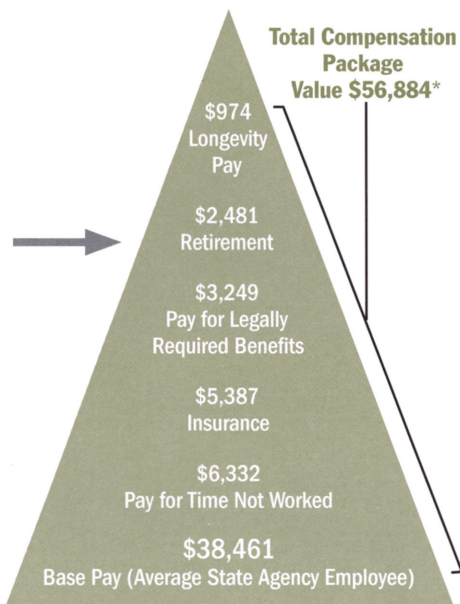 Total Compensation
Package
Value $56,884*
$974
Longevity
Pay
$2,481
Retirement
$3,249
Pay for Legally
Required Benefits
$5,387
Insurance
$6,332
Pay for Time Not Worked
$38,461
Base Pay (Average State Agency Employee)